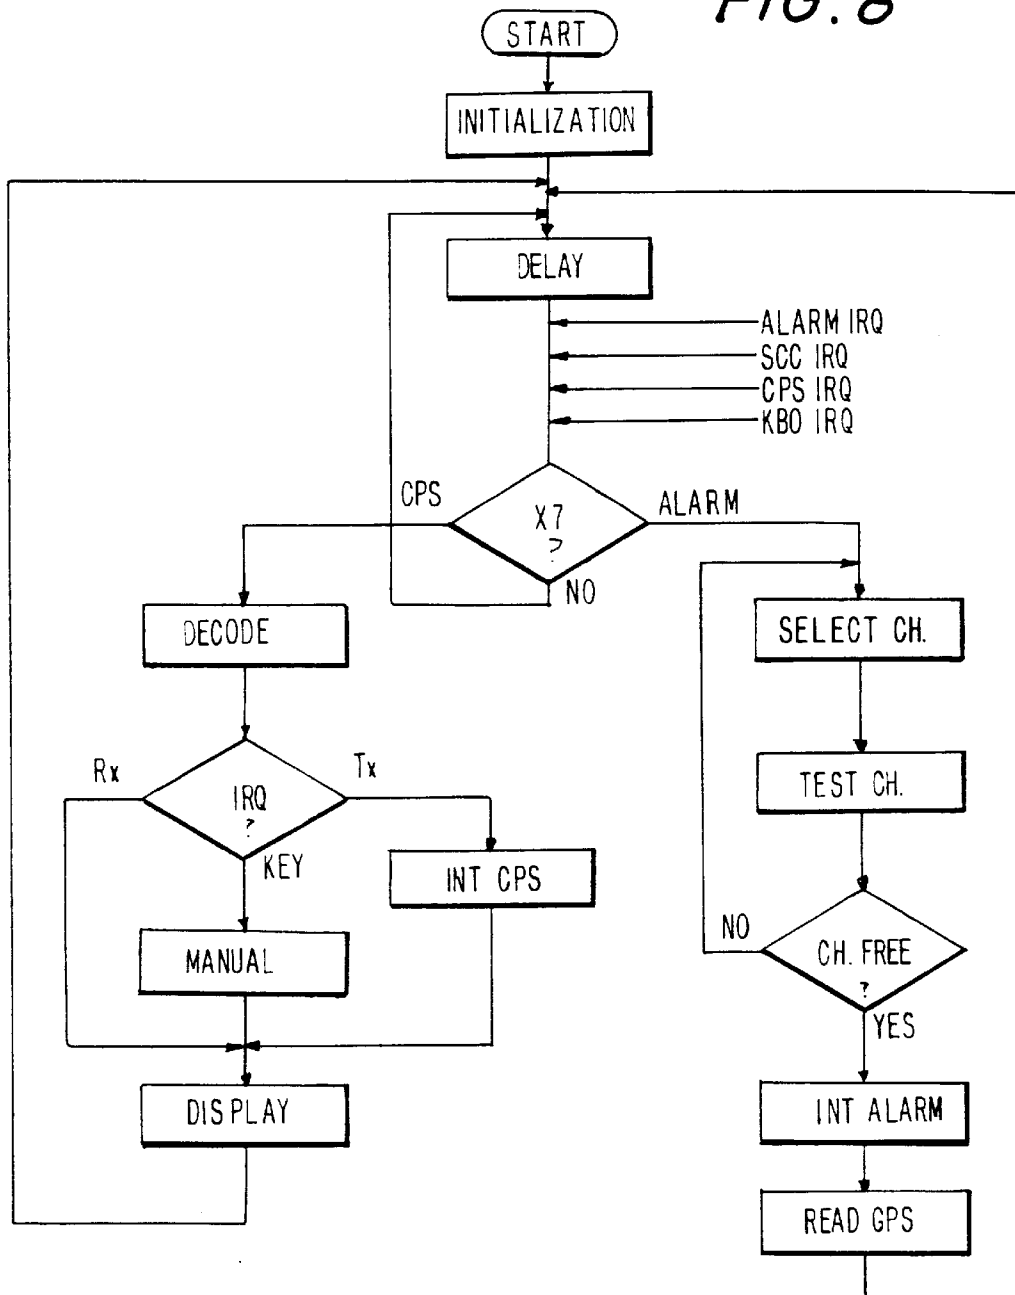 FIG. 8
START
INITIALIZATION
DELAY
ALARM IRQ
SCC IRQ
CPS IRQ
KBO IRQ
CPS
X7
?
ALARM
NO
DECODE
SELECT CH.
Rx
IRQ
?
Tx
KEY
TEST CH.
INT CPS
MANUAL
NO
CH. FREE
?
YES
DISPLAY
INT ALARM
READ GPS